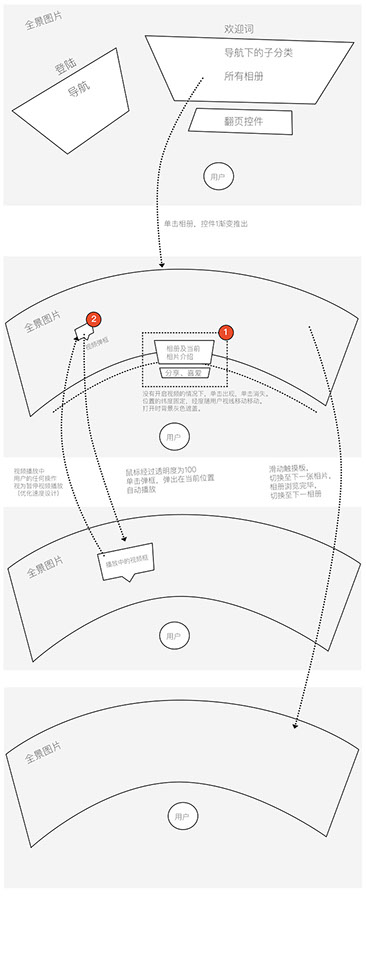 全景图片
欢迎词
登陆
导航
导航下的子分类
所有相册
翻页控件
用户
单击相册，控件1渐变推出
全景图片
2
视频弹框
1
相册及当前
相片介绍
分享、喜爱
没有开启视频的情况下，单击出现，单击消失。
位置的纬度固定，经度随用户视线移动移动。
打开时背景灰色遮盖。
用户
视频播放中
用户的任何操作
视为暂停视频播放
(优化速度设计)
鼠标经过透明度为100
单击弹框，弹出在当前位置
自动播放
滑动触摸板，
切换至下一张相片，
相册浏览完毕，
切换至下一相册
全景图片
播放中的视频框
用户
全景图片
用户